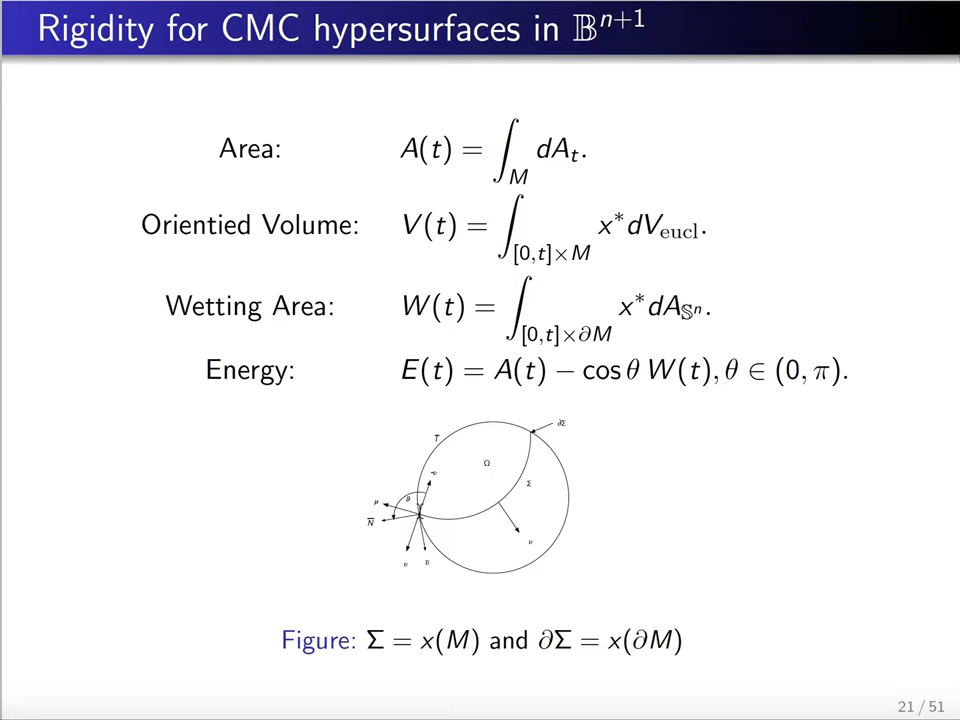 Rigidity for CMC hypersurfaces in 𝔹ⁿ⁺¹
Area: A(t) = ∫_M dA_t.
Orientied Volume: V(t) = ∫_{[0,t]×M} x*dV_eucl.
Wetting Area: W(t) = ∫_{[0,t]×∂M} x*dA_{𝕊ⁿ}.
Energy: E(t) = A(t) − cos θ W(t), θ ∈ (0, π).
∂Σ
T
Ω
Σ
-υ
μ
θ
N̅
υ
υ
υ̅
Figure: Σ = x(M) and ∂Σ = x(∂M)
21 / 51